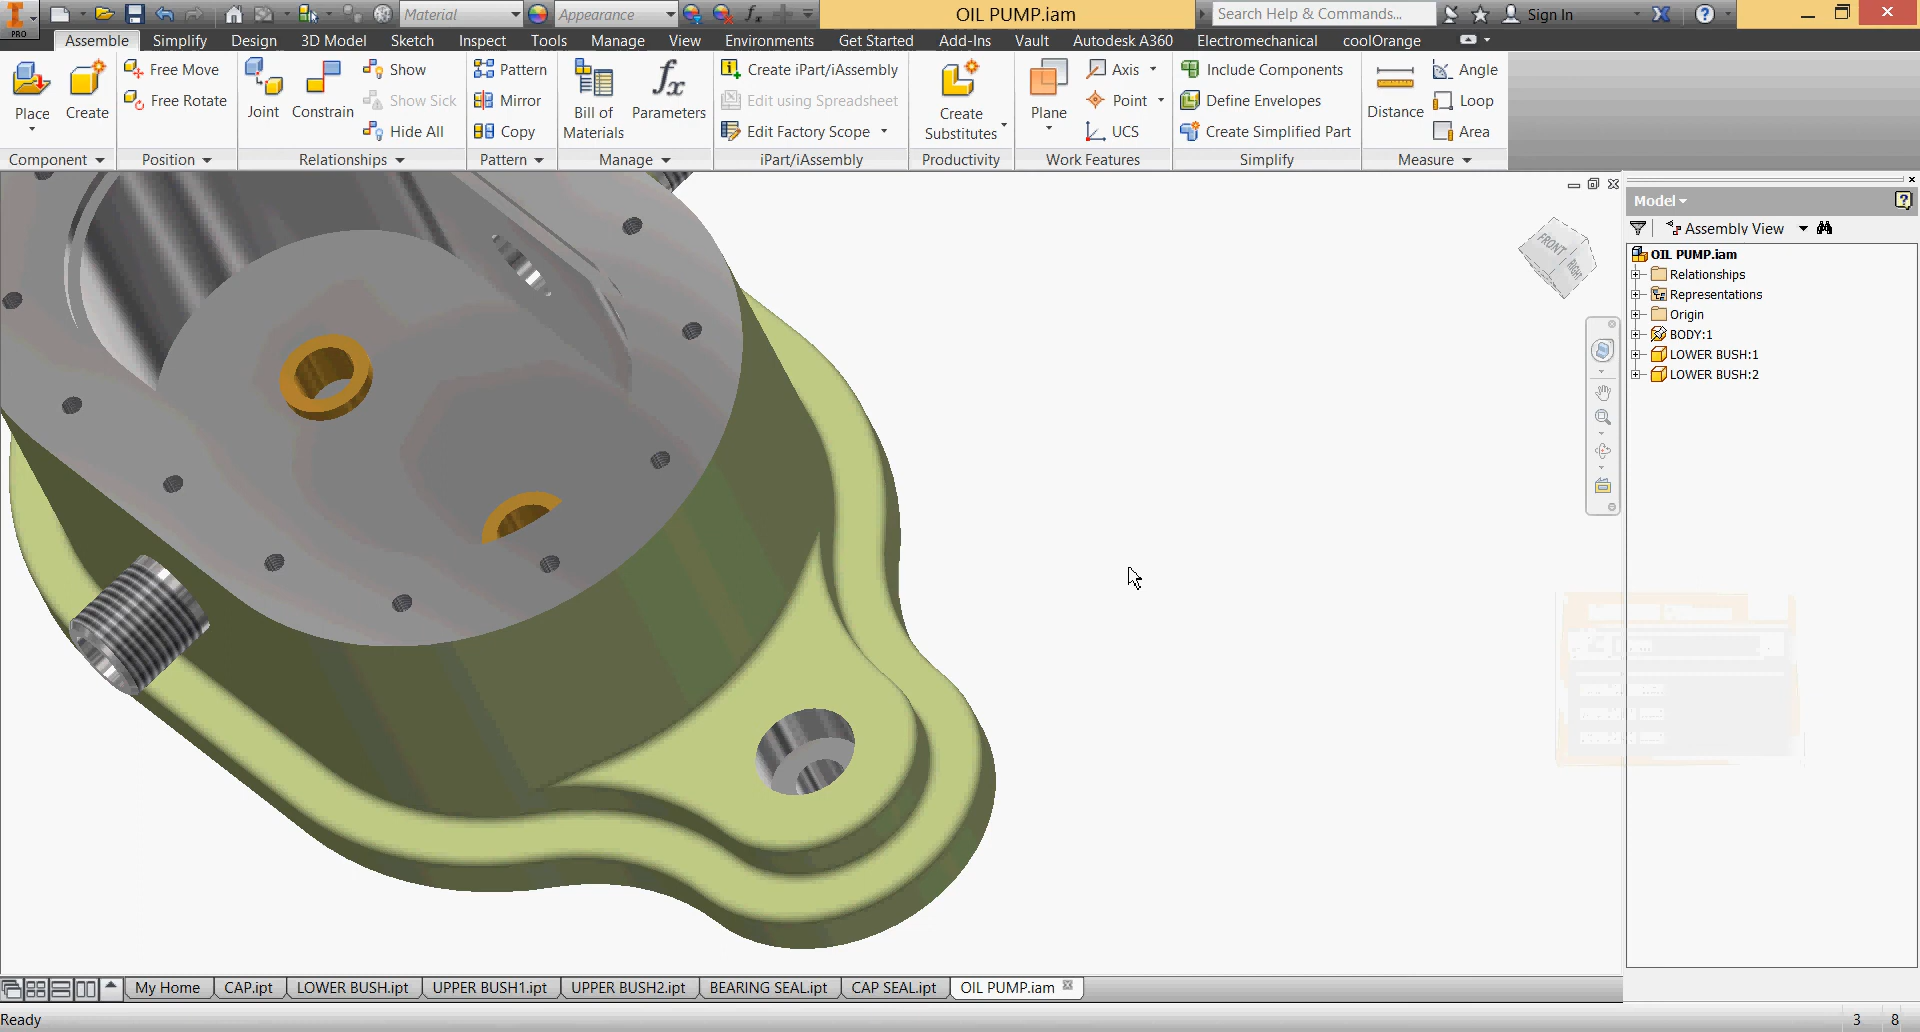 PRO
Material
Appearance
OIL PUMP.iam
Search Help & Commands...
Sign In
Assemble Simplify Design 3D Model Sketch Inspect Tools Manage View Environments Get Started Add-Ins Vault Autodesk A360 Electromechanical coolOrange
Place
Create
Free Move
Free Rotate
Joint
Constrain
Show
Show Sick
Hide All
Pattern
Mirror
Copy
Bill of
Materials
Parameters
Create iPart/iAssembly
Edit using Spreadsheet
Edit Factory Scope
Create
Substitutes
Plane
Axis
Point
UCS
Include Components
Define Envelopes
Create Simplified Part
Distance
Angle
Loop
Area
Component Position Relationships Pattern Manage iPart/iAssembly Productivity Work Features Simplify Measure
FRONT
RIGHT
Model
Assembly View
OIL PUMP.iam
Relationships
Representations
Origin
BODY:1
LOWER BUSH:1
LOWER BUSH:2
My Home CAP.ipt LOWER BUSH.ipt UPPER BUSH1.ipt UPPER BUSH2.ipt BEARING SEAL.ipt CAP SEAL.ipt OIL PUMP.iam
Ready
3 8